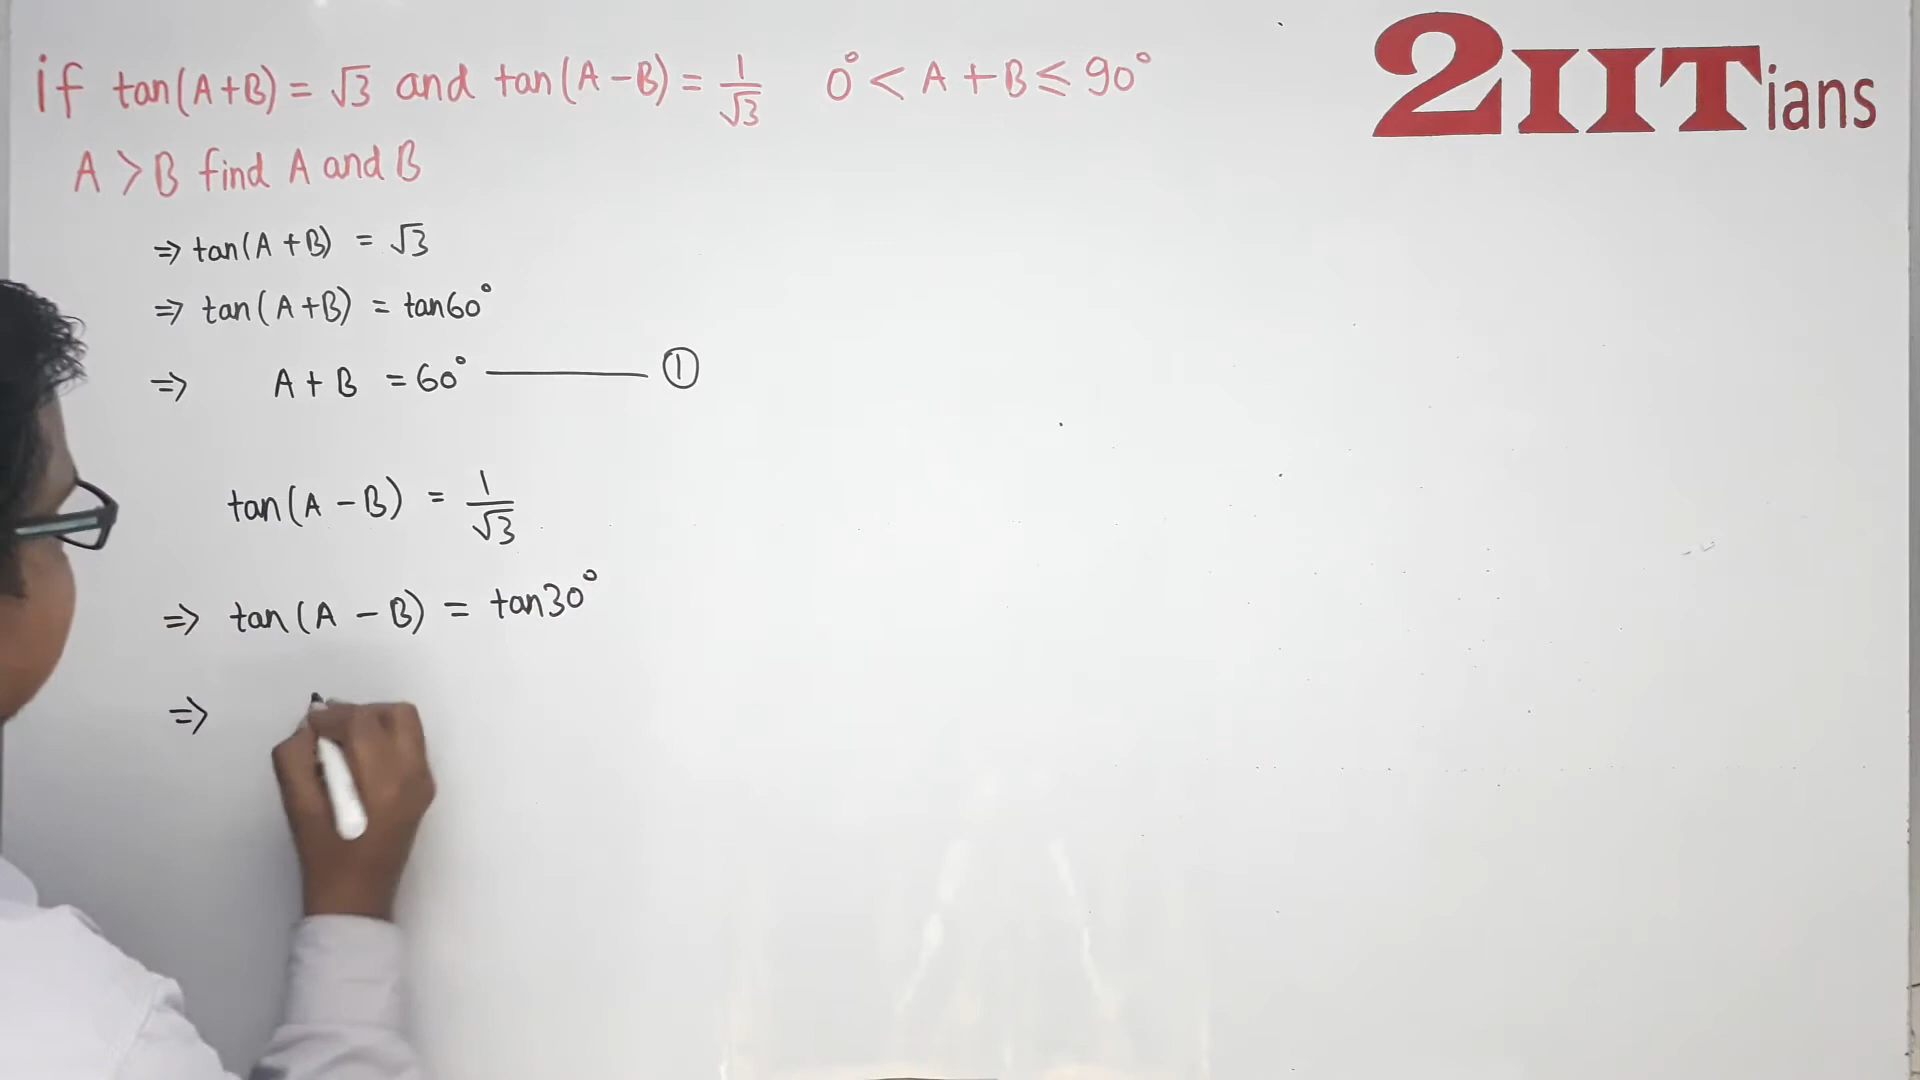 if tan(A+B) = √3 and tan(A-B) = 1/√3 0° < A + B ≤ 90°
2IITians
A > B find A and B
⇒ tan(A+B) = √3
⇒ tan(A+B) = tan60°
⇒ A + B = 60° ——— ①
tan(A - B) = 1/√3
⇒ tan(A - B) = tan30°
⇒